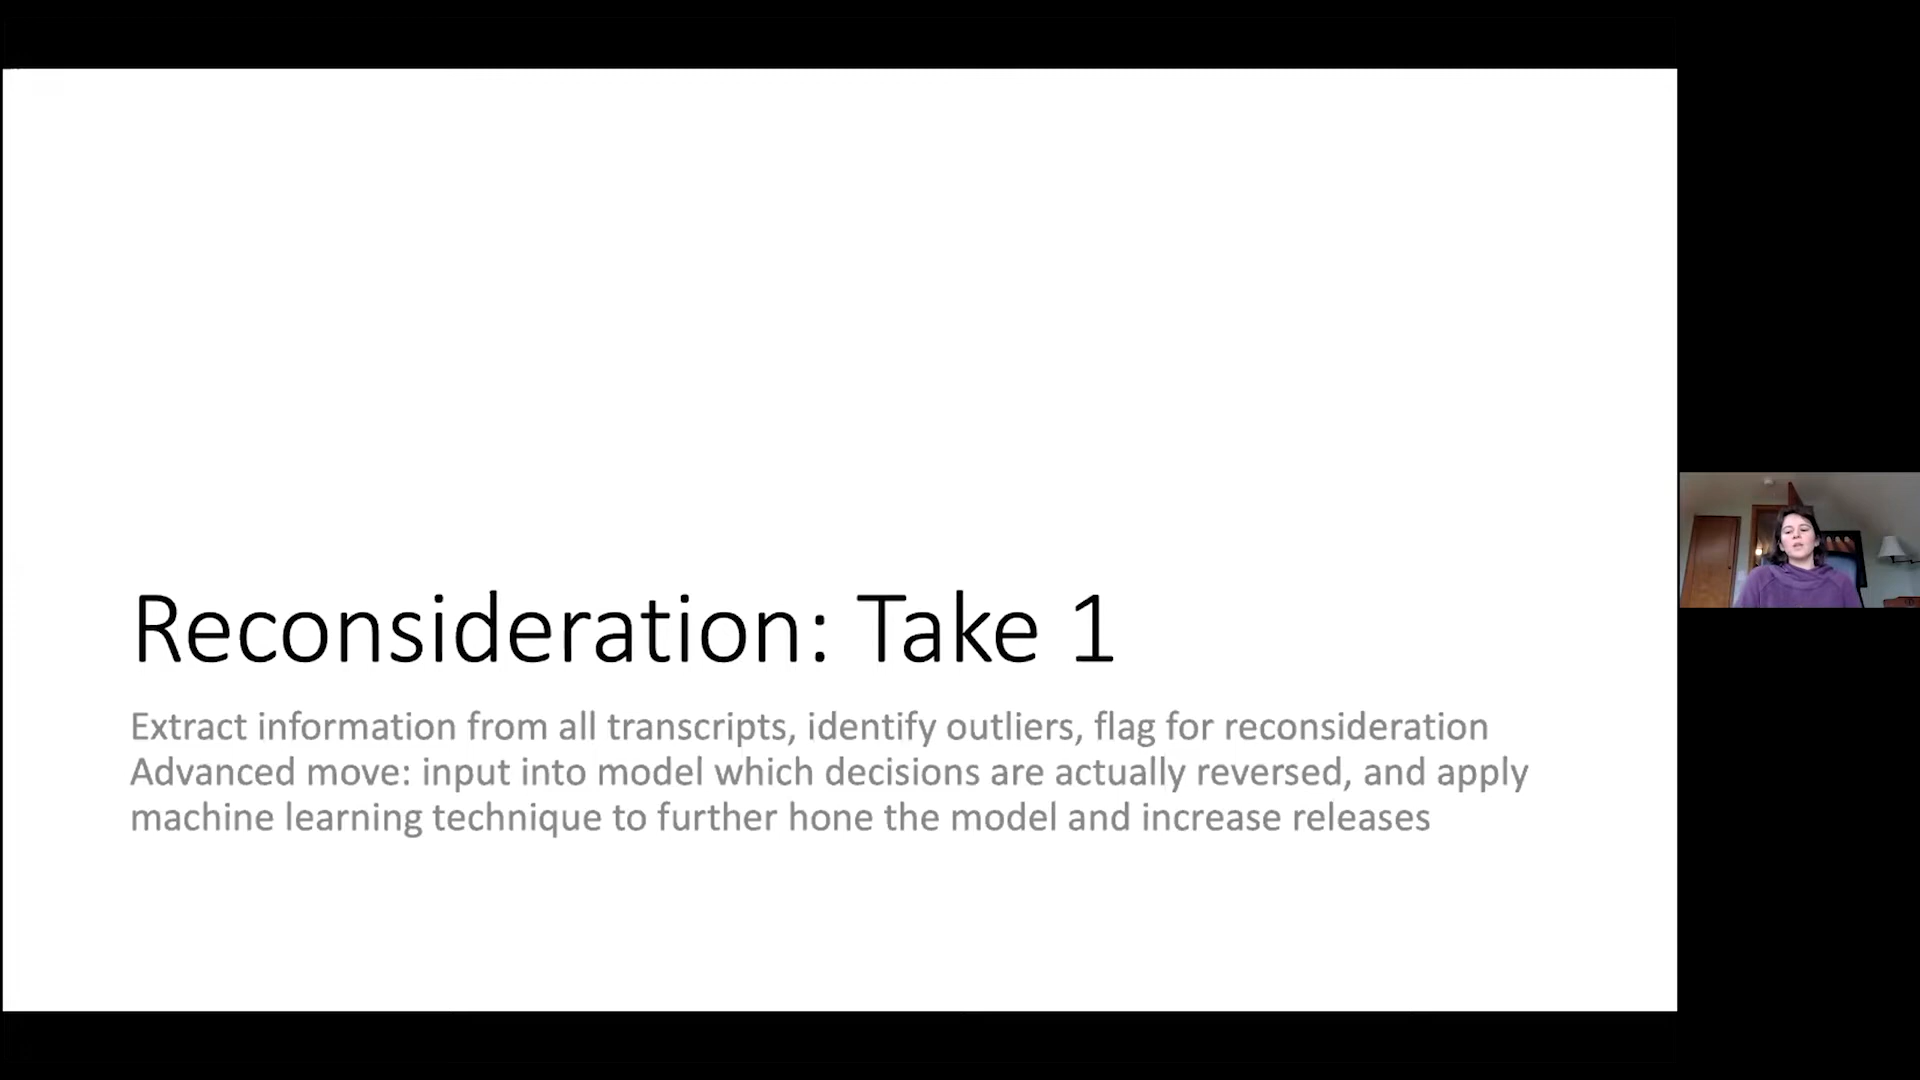 Reconsideration: Take 1
Extract information from all transcripts, identify outliers, flag for reconsideration
Advanced move: input into model which decisions are actually reversed, and apply
machine learning technique to further hone the model and increase releases